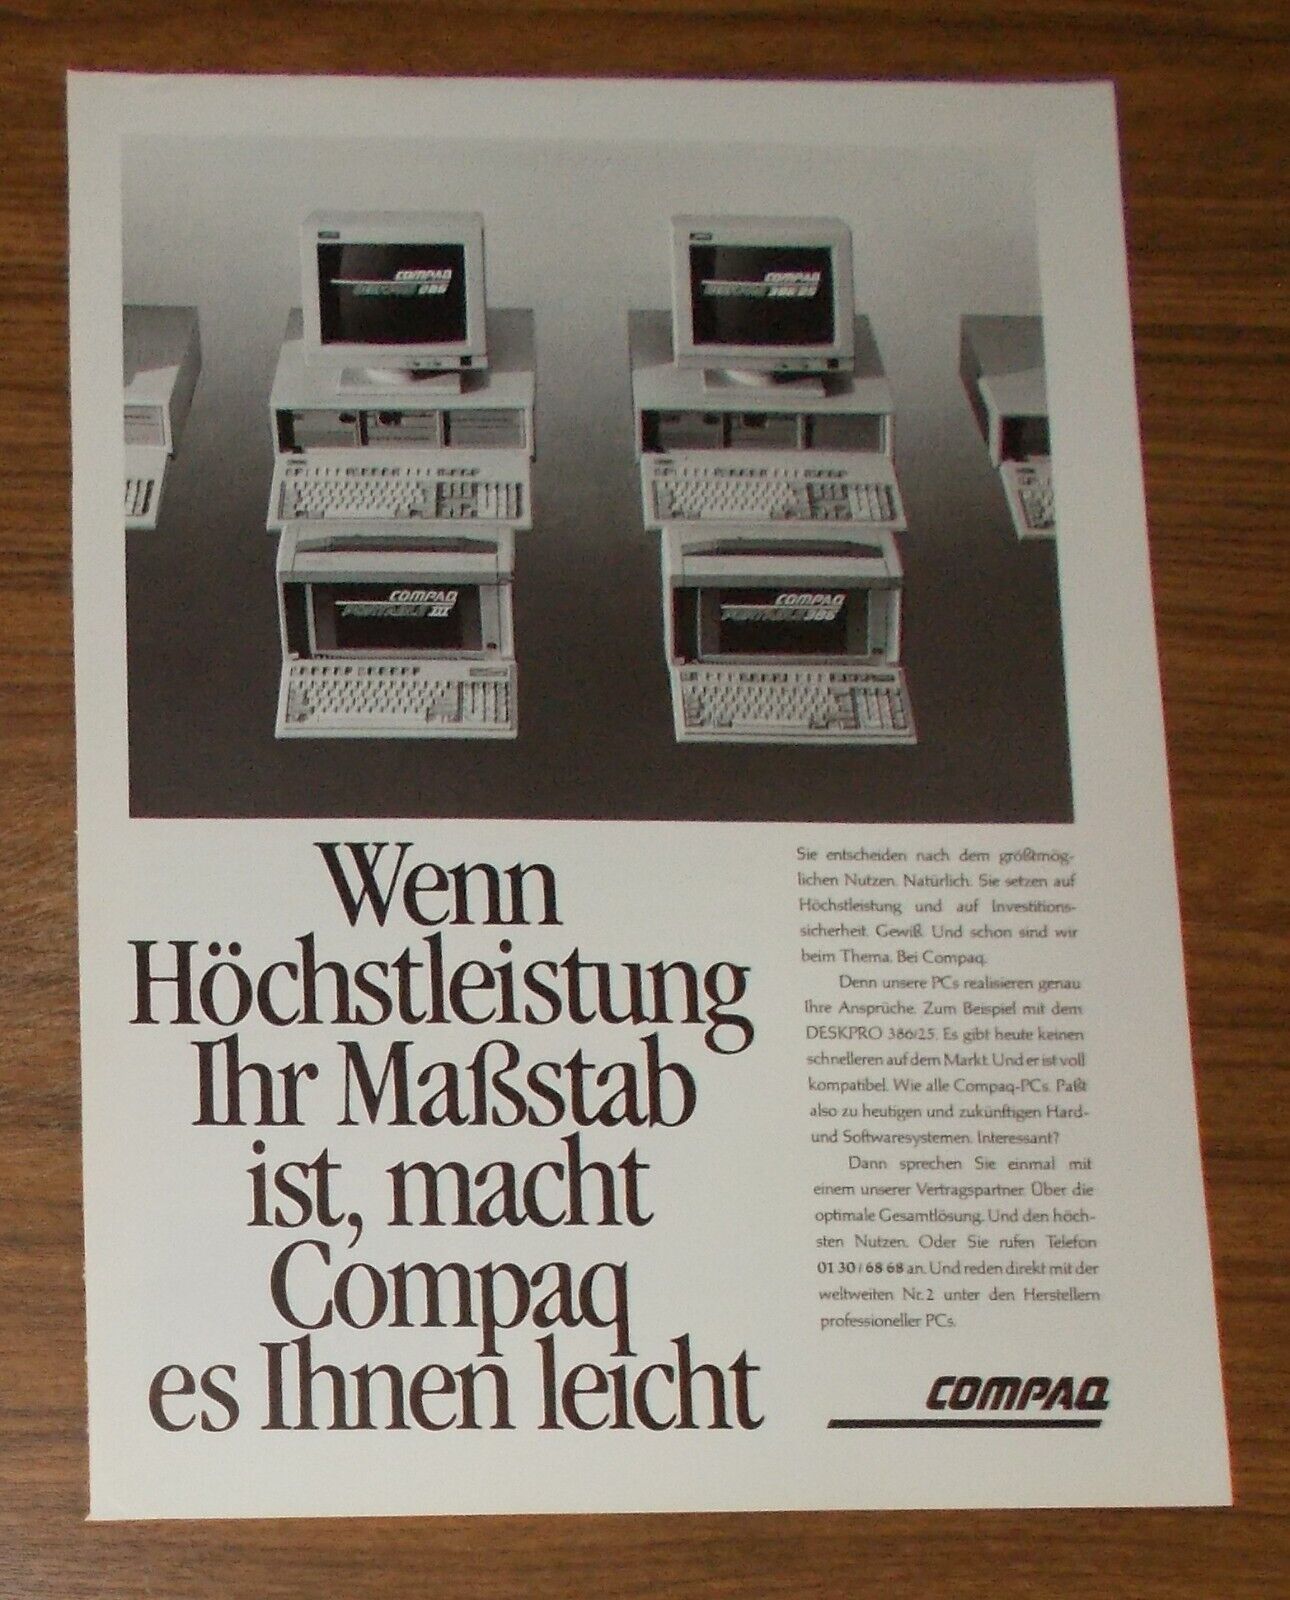 COMPAQ
DESKPRO 286
COMPAQ
DESKPRO 386/25
COMPAQ
PORTABLE III
COMPAQ
PORTABLE 386
Wenn
Höchstleistung
Ihr Maßstab
ist, macht
Compaq
es Ihnen leicht
Sie entscheiden nach dem größtmög-
lichen Nutzen. Natürlich. Sie setzen auf
Höchstleistung und auf Investitions-
sicherheit. Gewiß. Und schon sind wir
beim Thema. Bei Compaq.
Denn unsere PCs realisieren genau
Ihre Ansprüche. Zum Beispiel mit dem
DESKPRO 386/25. Es gibt heute keinen
schnelleren auf dem Markt. Und er ist voll
kompatibel. Wie alle Compaq-PCs. Paßt
also zu heutigen und zukünftigen Hard-
und Softwaresystemen. Interessant?
Dann sprechen Sie einmal mit
einem unserer Vertragspartner. Über die
optimale Gesamtlösung. Und den höch-
sten Nutzen. Oder Sie rufen Telefon
01 30/68 68 an. Und reden direkt mit der
weltweiten Nr. 2 unter den Herstellern
professioneller PCs.
COMPAQ